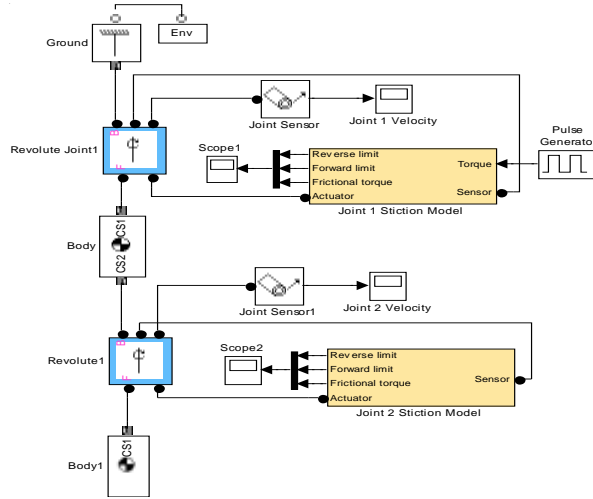 Env
Ground
Joint Sensor
Joint 1 Velocity
Pulse
Generato
B
Revolute Joint1
F
Scope1
Reverse limit
Forward limit
Frictional torque
Actuator
Torque
Sensor
Joint 1 Stiction Model
Body
CS1
CS2
Joint Sensor1
Joint 2 Velocity
B
Revolute1
F
Scope2
Reverse limit
Forward limit
Frictional torque
Actuator
Sensor
Joint 2 Stiction Model
CS1
Body1